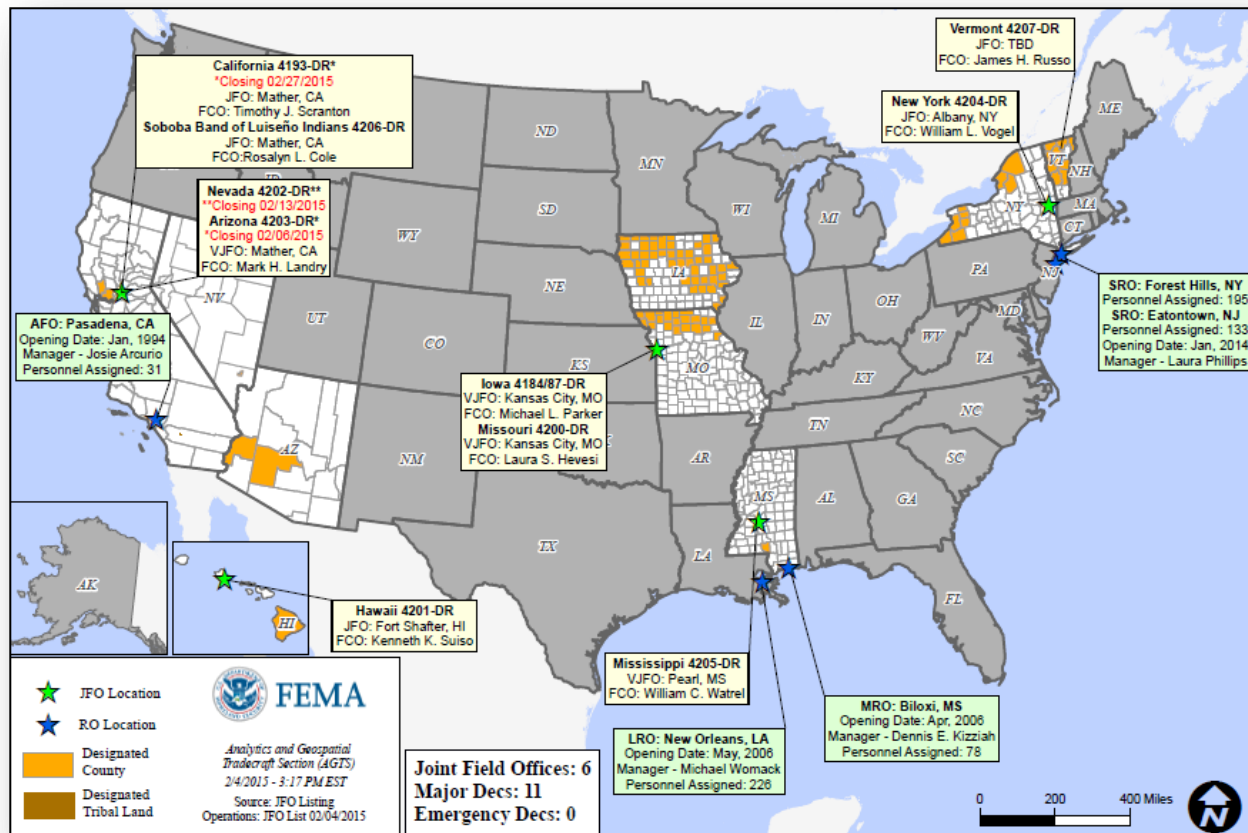 California 4193-DR*
*Closing 02/27/2015
JFO: Mather, CA
FCO: Timothy J. Scranton
Soboba Band of Luiseño Indians 4206-DR
JFO: Mather, CA
FCO:Rosalyn L. Cole
Nevada 4202-DR**
**Closing 02/13/2015
Arizona 4203-DR*
*Closing 02/06/2015
VJFO: Mather, CA
FCO: Mark H. Landry
AFO: Pasadena, CA
Opening Date: Jan, 1994
Manager - Josie Arcurio
Personnel Assigned: 31
Vermont 4207-DR
JFO: TBD
FCO: James H. Russo
New York 4204-DR
JFO: Albany, NY
FCO: William L. Vogel
SRO: Forest Hills, NY
Personnel Assigned: 195
SRO: Eatontown, NJ
Personnel Assigned: 133
Opening Date: Jan, 2014
Manager - Laura Phillips
Iowa 4184/87-DR
VJFO: Kansas City, MO
FCO: Michael L. Parker
Missouri 4200-DR
VJFO: Kansas City, MO
FCO: Laura S. Hevesi
ND
MN
SD
WI
MI
WY
NE
IA
NV
UT
CO
KS
MO
IL
IN
OH
PA
NY
VT
NH
ME
MA
CT
NJ
MD
WV
VA
KY
NC
TN
SC
AZ
NM
AR
MS
AL
GA
TX
LA
FL
AK
HI
Hawaii 4201-DR
JFO: Fort Shafter, HI
FCO: Kenneth K. Suiso
Mississippi 4205-DR
VJFO: Pearl, MS
FCO: William C. Watrel
MRO: Biloxi, MS
Opening Date: Apr, 2006
Manager - Dennis E. Kizziah
Personnel Assigned: 78
LRO: New Orleans, LA
Opening Date: May, 2006
Manager - Michael Womack
Personnel Assigned: 226
JFO Location
RO Location
Designated
County
Designated
Tribal Land
FEMA
Analytics and Geospatial
Tradecraft Section (AGTS)
2/4/2015 - 3:17 PM EST
Source: JFO Listing
Operations: JFO List 02/04/2015
Joint Field Offices: 6
Major Decs: 11
Emergency Decs: 0
0 200 400 Miles
N